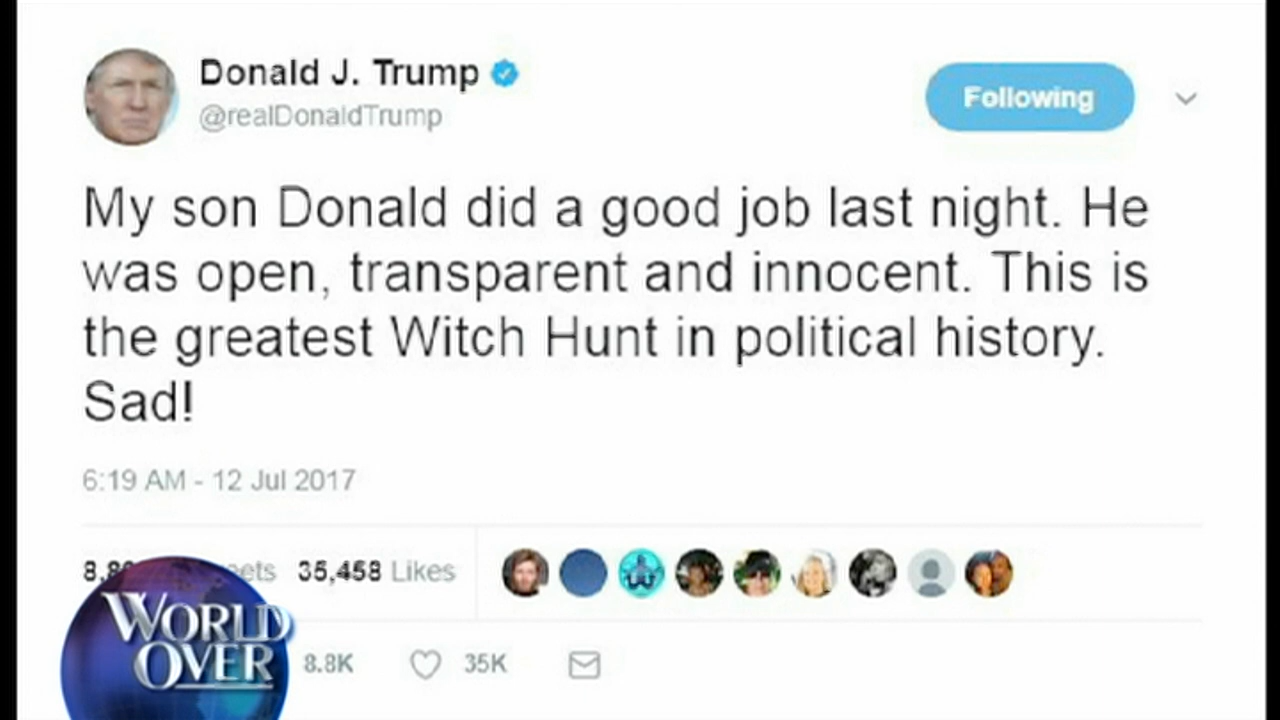 Donald J. Trump
@realDonaldTrump
Following
My son Donald did a good job last night. He
was open, transparent and innocent. This is
the greatest Witch Hunt in political history.
Sad!
6:19 AM - 12 Jul 2017
35,458 Likes
8.8K 35K
WORLD
OVER